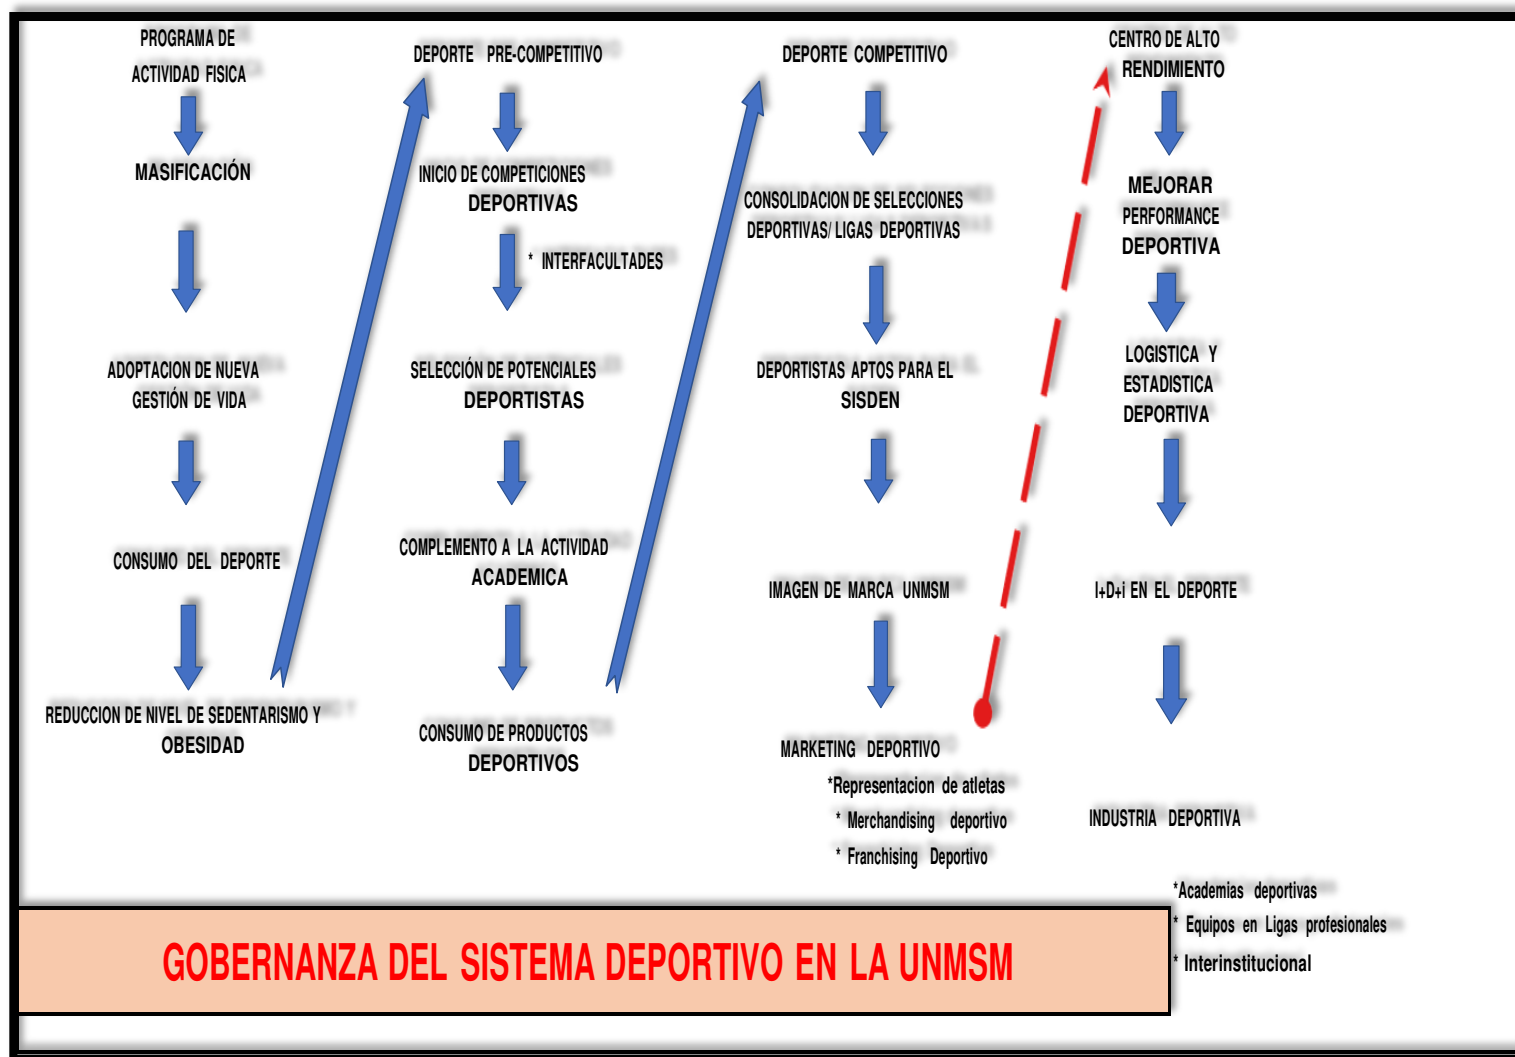 PROGRAMA DE
ACTIVIDAD FISICA
MASIFICACIÓN
ADOPTACION DE NUEVA
GESTIÓN DE VIDA
CONSUMO DEL DEPORTE
REDUCCION DE NIVEL DE SEDENTARISMO Y
OBESIDAD
DEPORTE PRE-COMPETITIVO
INICIO DE COMPETICIONES
DEPORTIVAS
* INTERFACULTADES
SELECCIÓN DE POTENCIALES
DEPORTISTAS
COMPLEMENTO A LA ACTIVIDAD
ACADEMICA
CONSUMO DE PRODUCTOS
DEPORTIVOS
DEPORTE COMPETITIVO
CONSOLIDACION DE SELECCIONES
DEPORTIVAS/ LIGAS DEPORTIVAS
DEPORTISTAS APTOS PARA EL
SISDEN
IMAGEN DE MARCA UNMSM
MARKETING DEPORTIVO
*Representacion de atletas
* Merchandising deportivo
* Franchising Deportivo
CENTRO DE ALTO
RENDIMIENTO
MEJORAR
PERFORMANCE
DEPORTIVA
LOGISTICA Y
ESTADISTICA
DEPORTIVA
I+D+i EN EL DEPORTE
INDUSTRIA DEPORTIVA
*Academias deportivas
* Equipos en Ligas profesionales
* Interinstitucional
GOBERNANZA DEL SISTEMA DEPORTIVO EN LA UNMSM